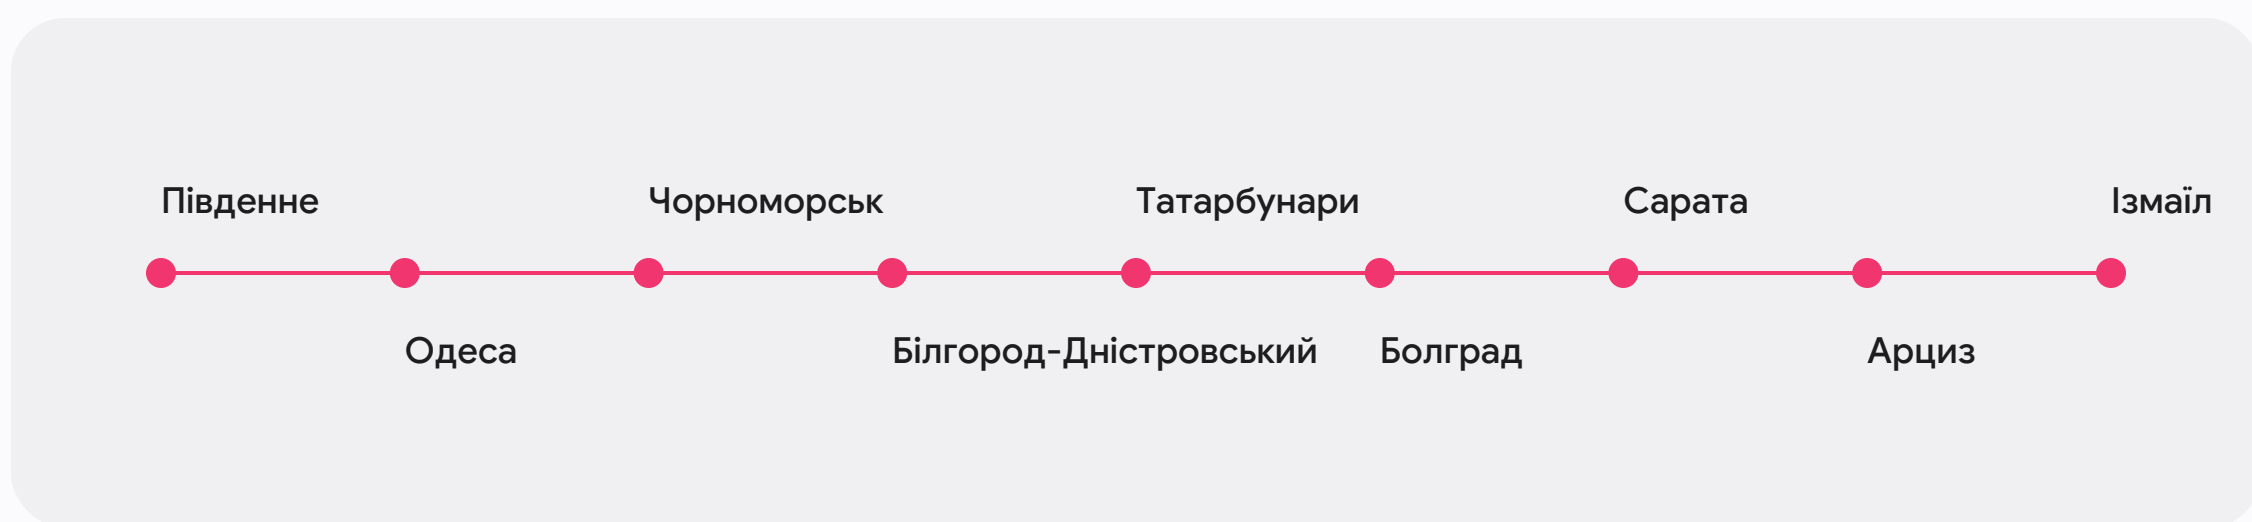 Південне
Чорноморськ
Татарбунари
Сарата
Ізмаїл
Одеса
Білгород-Дністровський
Болград
Арциз